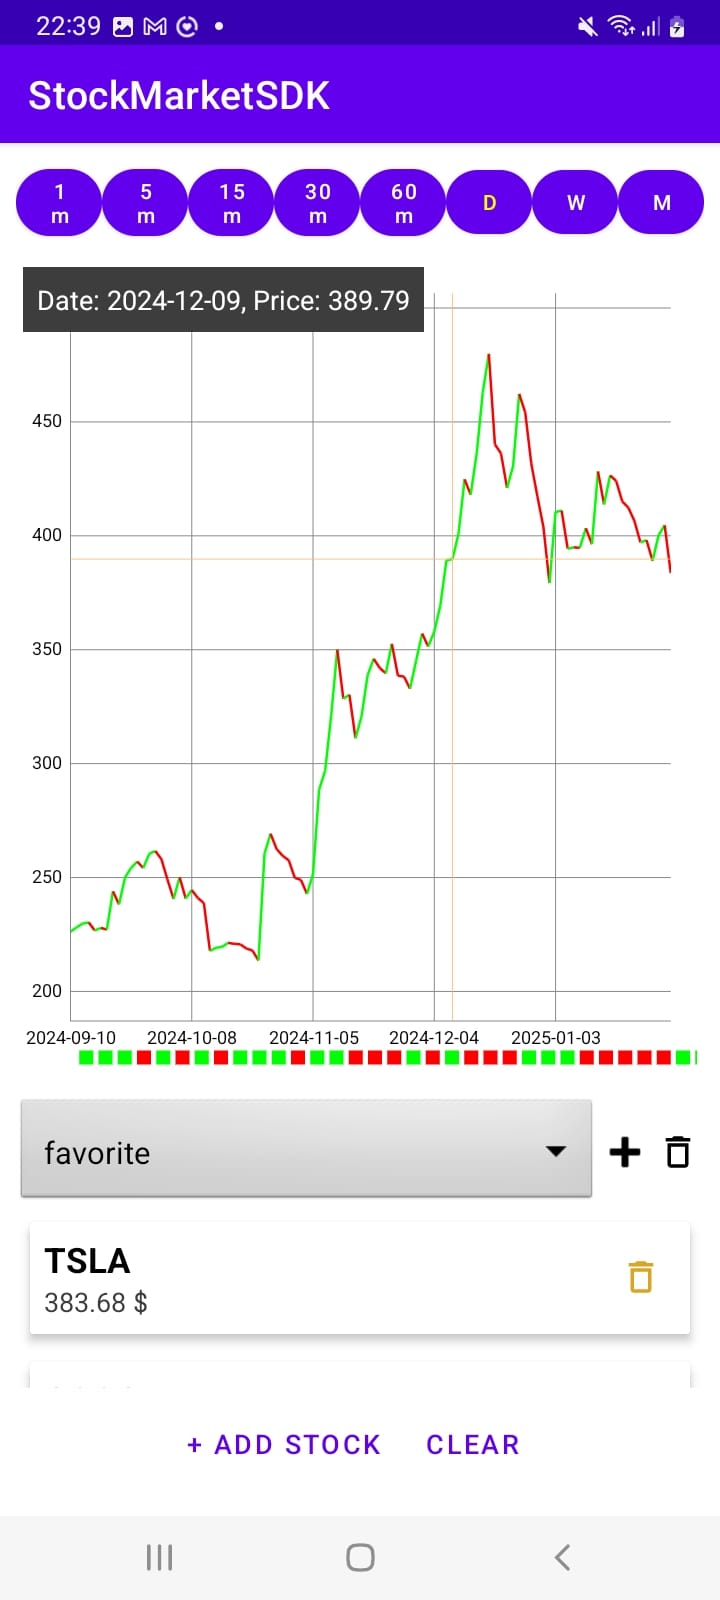 22:39
StockMarketSDK
1 m
5 m
15 m
30 m
60 m
D
W
M
Date: 2024-12-09, Price: 389.79
450
400
350
300
250
200
2024-09-10 2024-10-08 2024-11-05 2024-12-04 2025-01-03
favorite
TSLA
383.68 $
+ ADD STOCK CLEAR